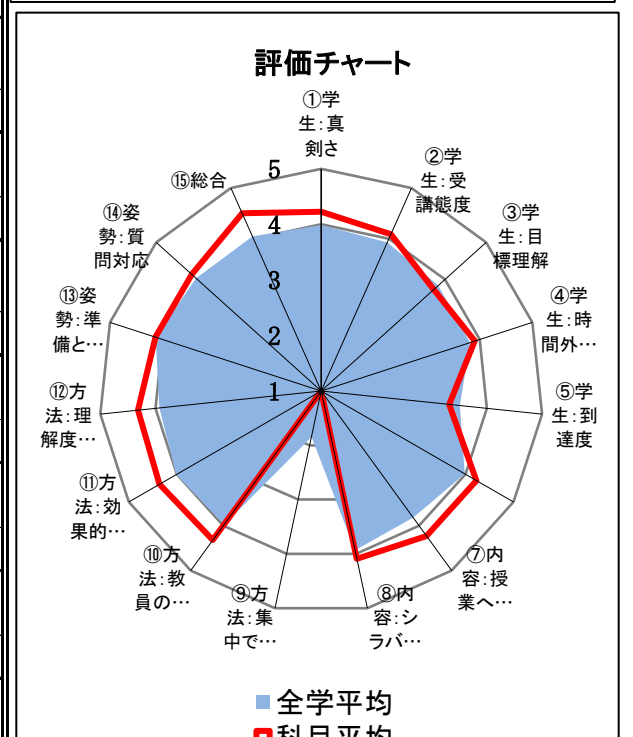 評価チャート
①学
生:真
剣さ
②学
生:受
講態度
③学
生:目
標理解
④学
生:時
間外…
⑤学
生:到
達度
⑦内
容:授
業へ…
⑧内
容:シ
ラバ…
⑨方
法:集
中で…
⑩方
法:教
員の…
⑪方
法:効
果的…
⑫方
法:理
解度…
⑬姿
勢:準
備と…
⑭姿
勢:質
問対応
⑮総合
5
4
3
2
1
全学平均
科目平均